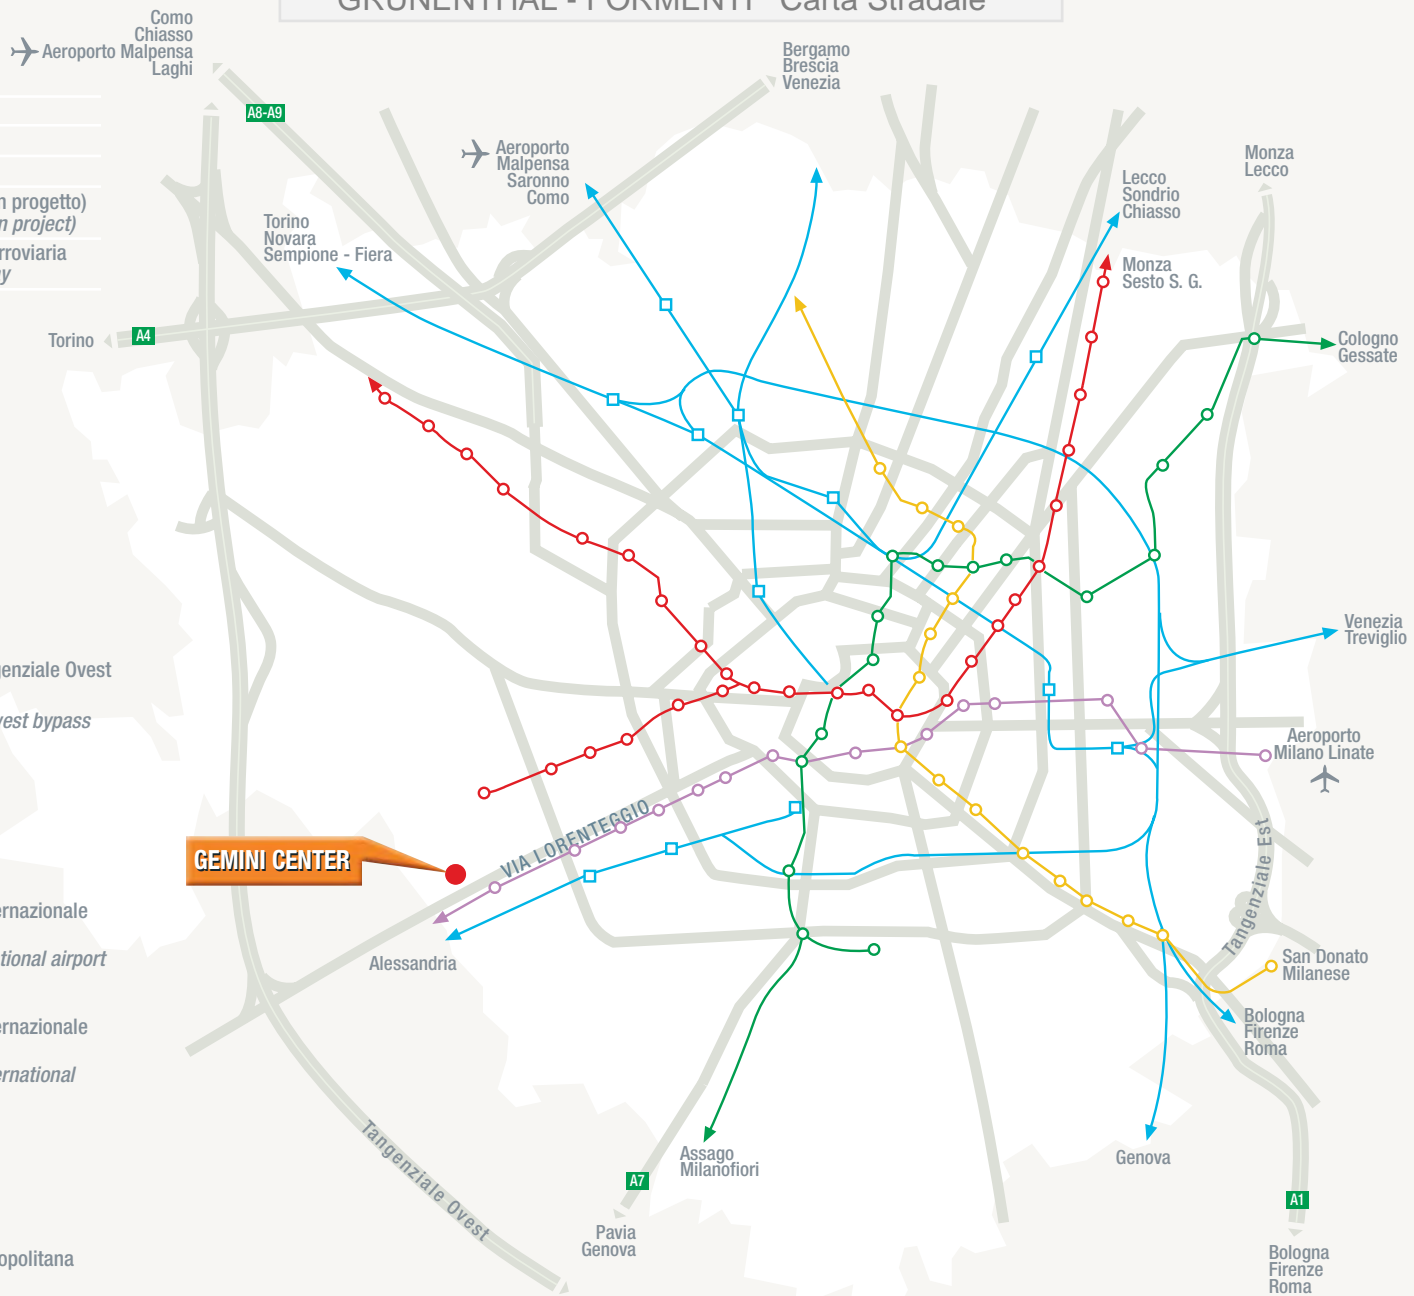 GRUNENTHAL - FORMENTI "Carta Stradale"
Como
Chiasso
Aeroporto Malpensa
Laghi
A8-A9
Bergamo
Brescia
Venezia
Aeroporto
Malpensa
Saronno
Como
Monza
Lecco
Lecco
Sondrio
Chiasso
n progetto)
n project)
rroviaria
y
Torino
Novara
Sempione - Fiera
Monza
Sesto S. G.
Torino
A4
Cologno
Gessate
Venezia
Treviglio
genziale Ovest
vest bypass
Aeroporto
Milano Linate
VIA LORENTEGGIO
GEMINI CENTER
Tangenziale Est
ernazionale
tional airport
Alessandria
San Donato
Milanese
ernazionale
Bologna
Firenze
Roma
ernational
Tangenziale Ovest
Assago
Milanofiori
Genova
A7
A1
Pavia
Genova
opolitana
Bologna
Firenze
Roma